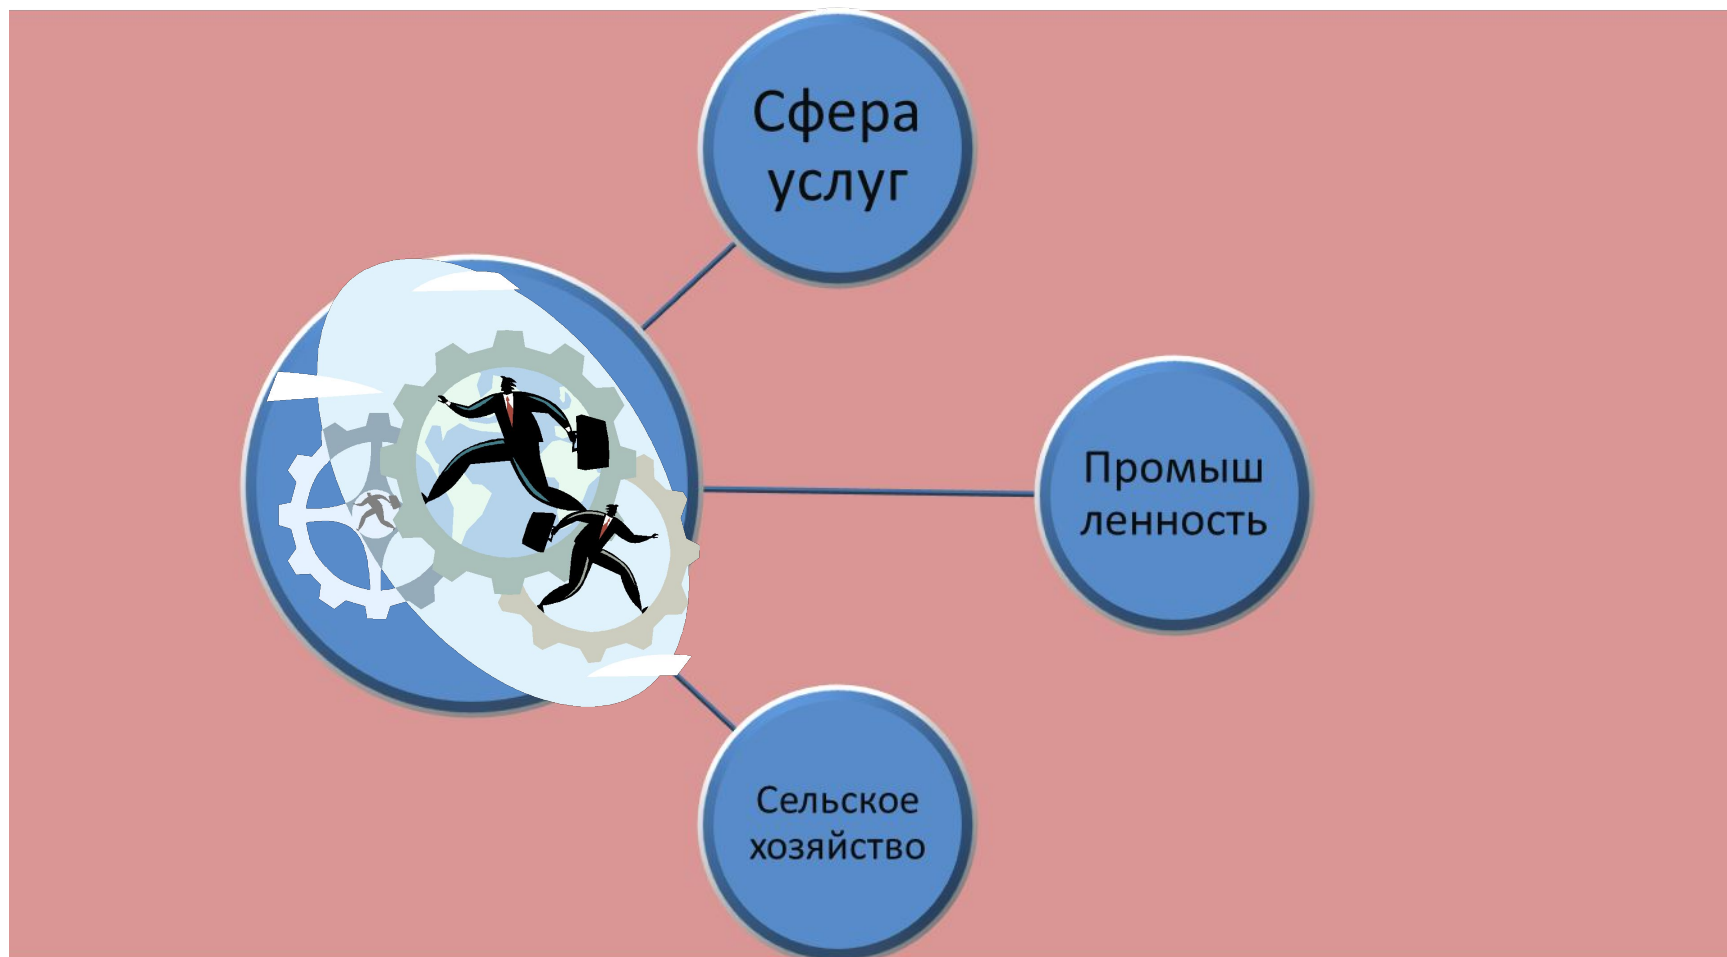 Сфера
услуг
Промыш
ленность
Сельское
хозяйство